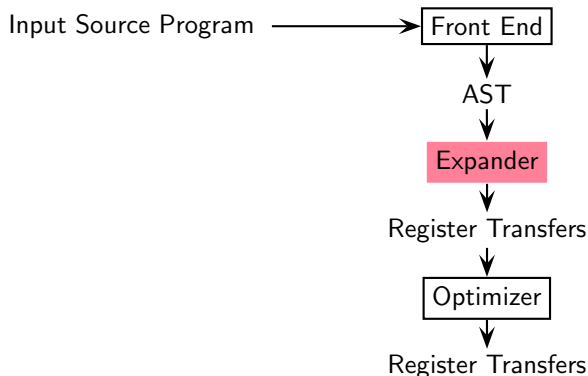 Input Source Program
Front End
AST
Expander
Register Transfers
Optimizer
Register Transfers